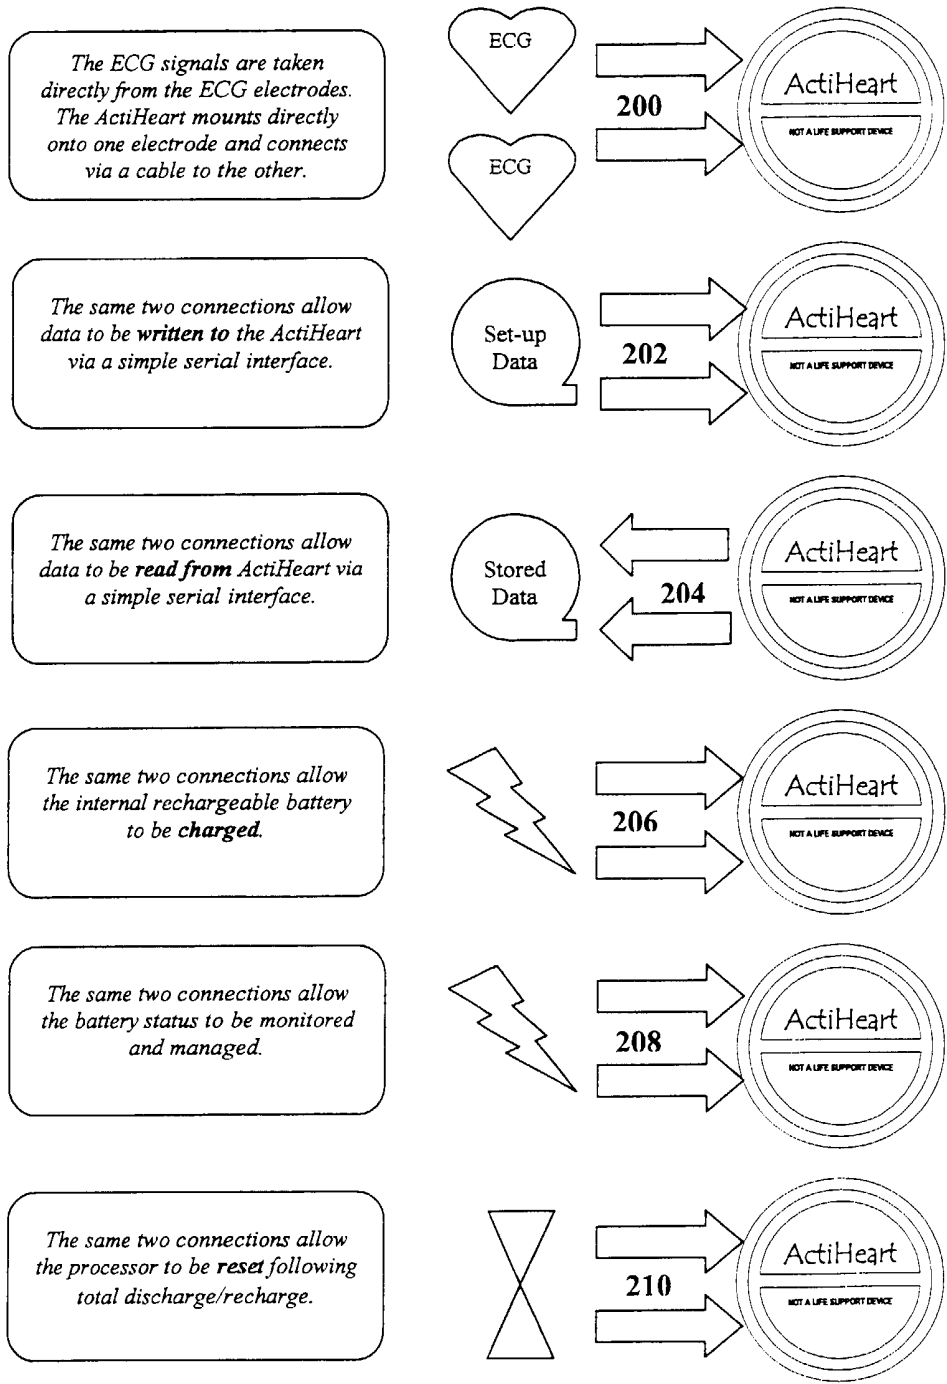 The ECG signals are taken
directly from the ECG electrodes.
The ActiHeart mounts directly
onto one electrode and connects
via a cable to the other.
ECG
ECG
200
ActiHeart
NOT A LIFE SUPPORT DEVICE
The same two connections allow
data to be written to the ActiHeart
via a simple serial interface.
Set-up
Data
202
ActiHeart
NOT A LIFE SUPPORT DEVICE
The same two connections allow
data to be read from ActiHeart via
a simple serial interface.
Stored
Data
204
ActiHeart
NOT A LIFE SUPPORT DEVICE
The same two connections allow
the internal rechargeable battery
to be charged.
206
ActiHeart
NOT A LIFE SUPPORT DEVICE
The same two connections allow
the battery status to be monitored
and managed.
208
ActiHeart
NOT A LIFE SUPPORT DEVICE
The same two connections allow
the processor to be reset following
total discharge/recharge.
210
ActiHeart
NOT A LIFE SUPPORT DEVICE